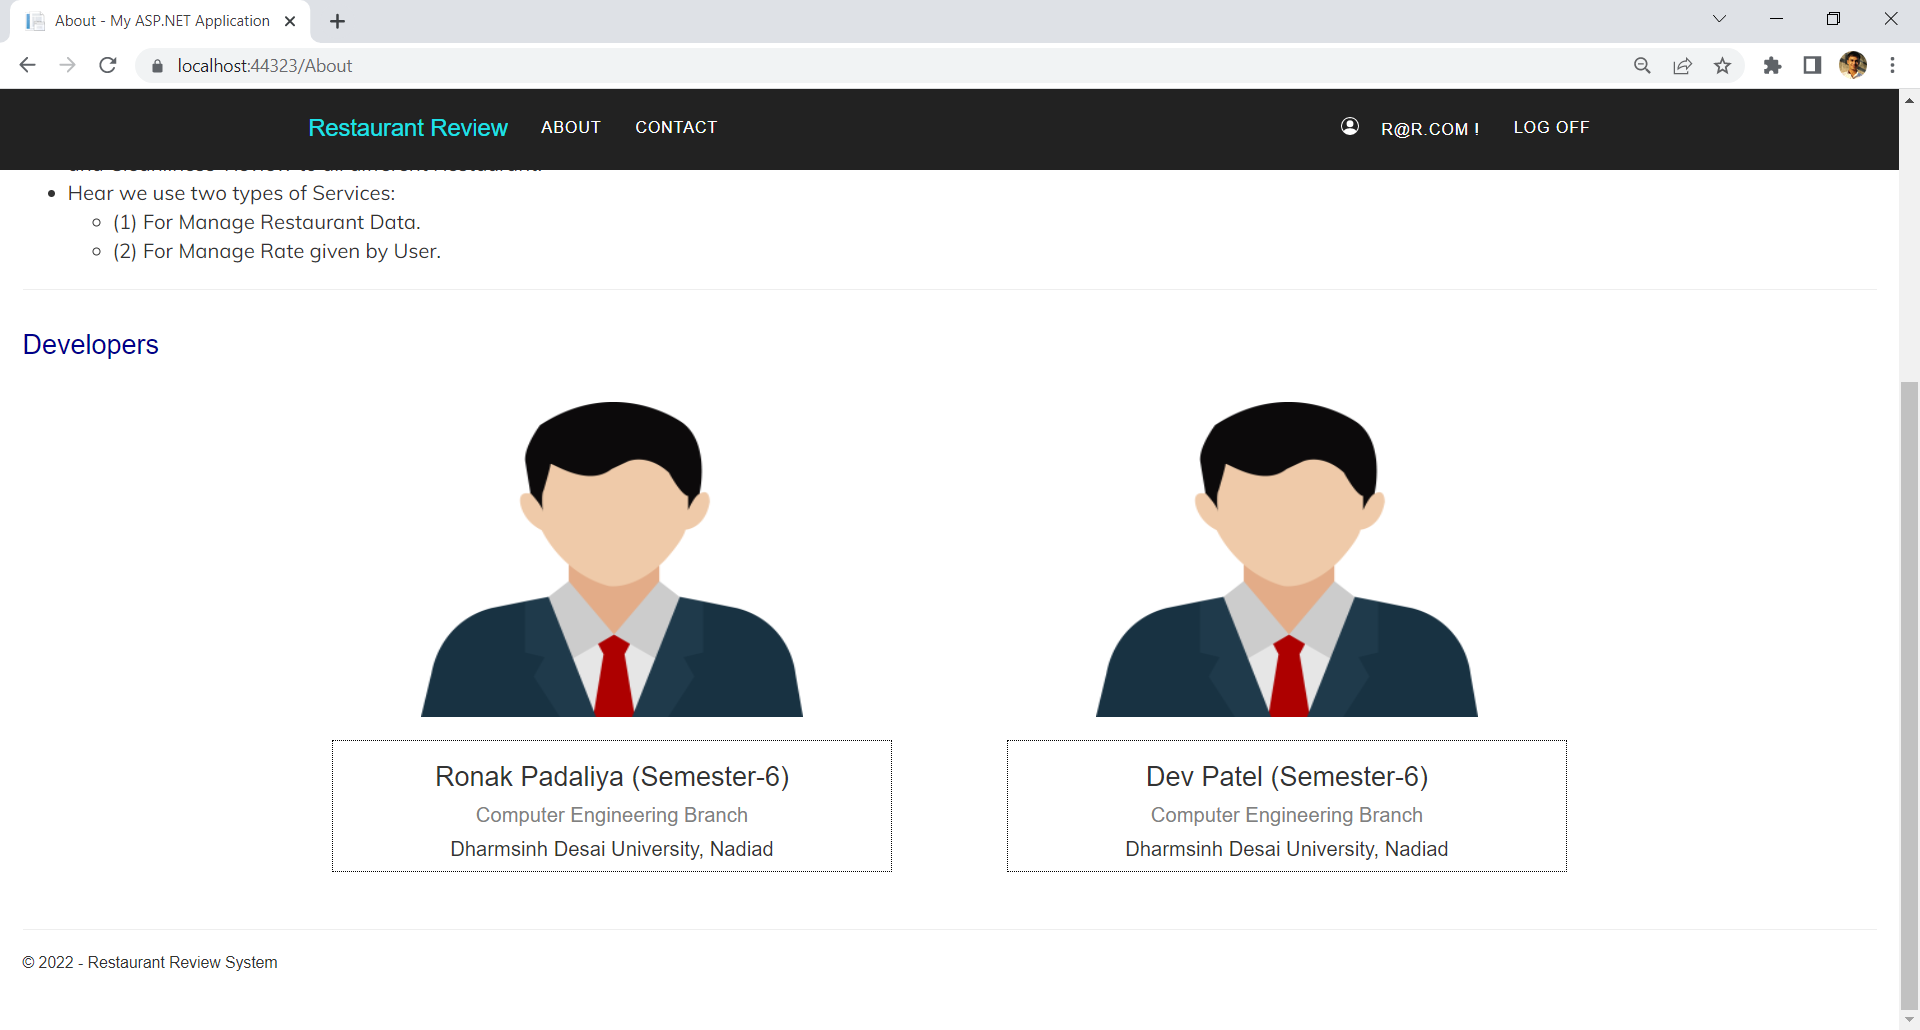 About - My ASP.NET Application
localhost:44323/About
Restaurant Review ABOUT CONTACT R@R.COM ! LOG OFF
Hear we use two types of Services:
(1) For Manage Restaurant Data.
(2) For Manage Rate given by User.
Developers
Ronak Padaliya (Semester-6)
Computer Engineering Branch
Dharmsinh Desai University, Nadiad
Dev Patel (Semester-6)
Computer Engineering Branch
Dharmsinh Desai University, Nadiad
© 2022 - Restaurant Review System